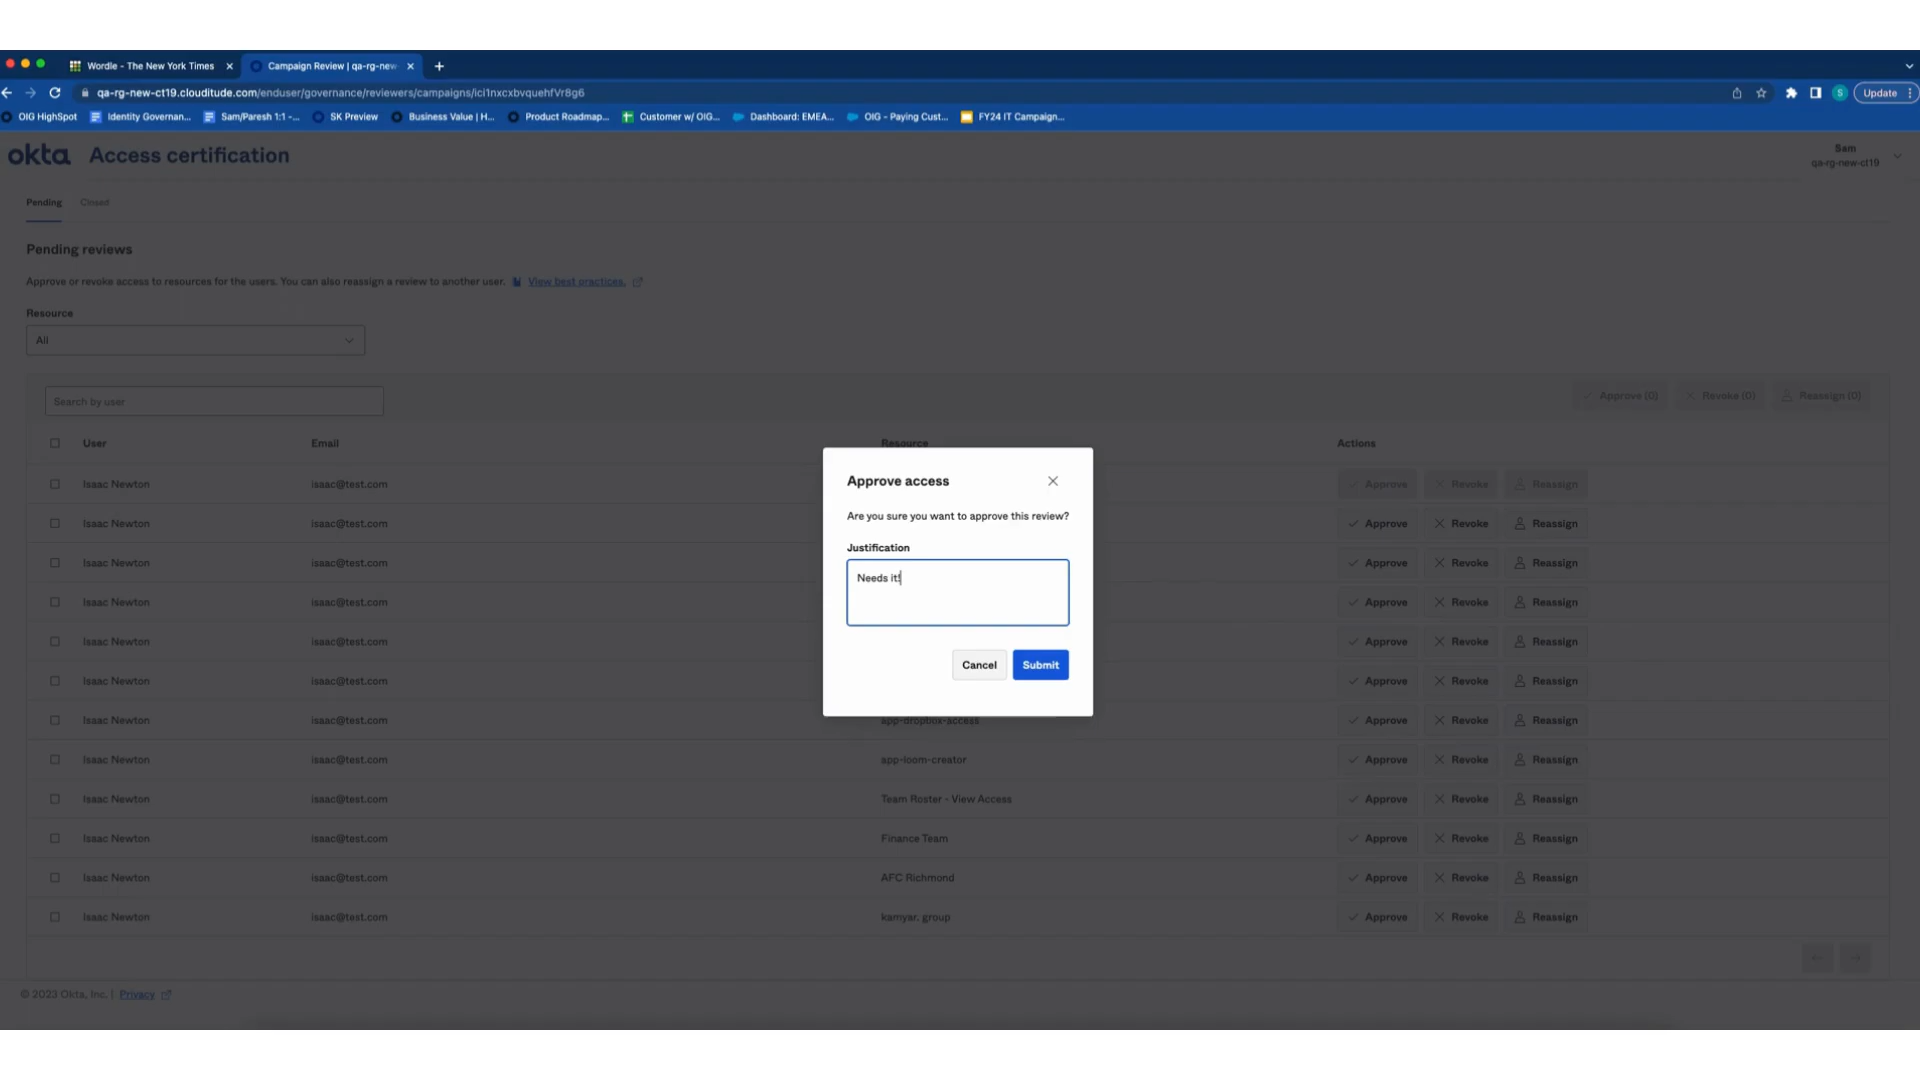 Wordle - The New York Times
Campaign Review | qa-rg-new-
qa-rg-new-ct19.clouditude.com/enduser/governance/reviewers/campaigns/ici1nxcxbvquehfVr8g6
S
Update
OIG HighSpot
Identity Governan...
Sam/Paresh 1:1 -...
SK Preview
Business Value | H...
Product Roadmap...
Customer w/ OIG...
Dashboard: EMEA...
OIG - Paying Cust...
FY24 IT Campaign...
okta
Access certification
Sam
qa-rg-new-ct19
Pending
Closed
Pending reviews
Approve or revoke access to resources for the users. You can also reassign a review to another user. View best practices.
Resource
All
Search by user
Approve (0) Revoke (0) Reassign (0)
User Email Resource Actions
Isaac Newton isaac@test.com Approve Revoke Reassign
Isaac Newton isaac@test.com Approve Revoke Reassign
Isaac Newton isaac@test.com Approve Revoke Reassign
Isaac Newton isaac@test.com Approve Revoke Reassign
Isaac Newton isaac@test.com Approve Revoke Reassign
Isaac Newton isaac@test.com Approve Revoke Reassign
Isaac Newton isaac@test.com app-dropbox-access Approve Revoke Reassign
Isaac Newton isaac@test.com app-loom-creator Approve Revoke Reassign
Isaac Newton isaac@test.com Team Roster - View Access Approve Revoke Reassign
Isaac Newton isaac@test.com Finance Team Approve Revoke Reassign
Isaac Newton isaac@test.com AFC Richmond Approve Revoke Reassign
Isaac Newton isaac@test.com kamyar. group Approve Revoke Reassign
Approve access
Are you sure you want to approve this review?
Justification
Needs it!
Cancel
Submit
© 2023 Okta, Inc. | Privacy